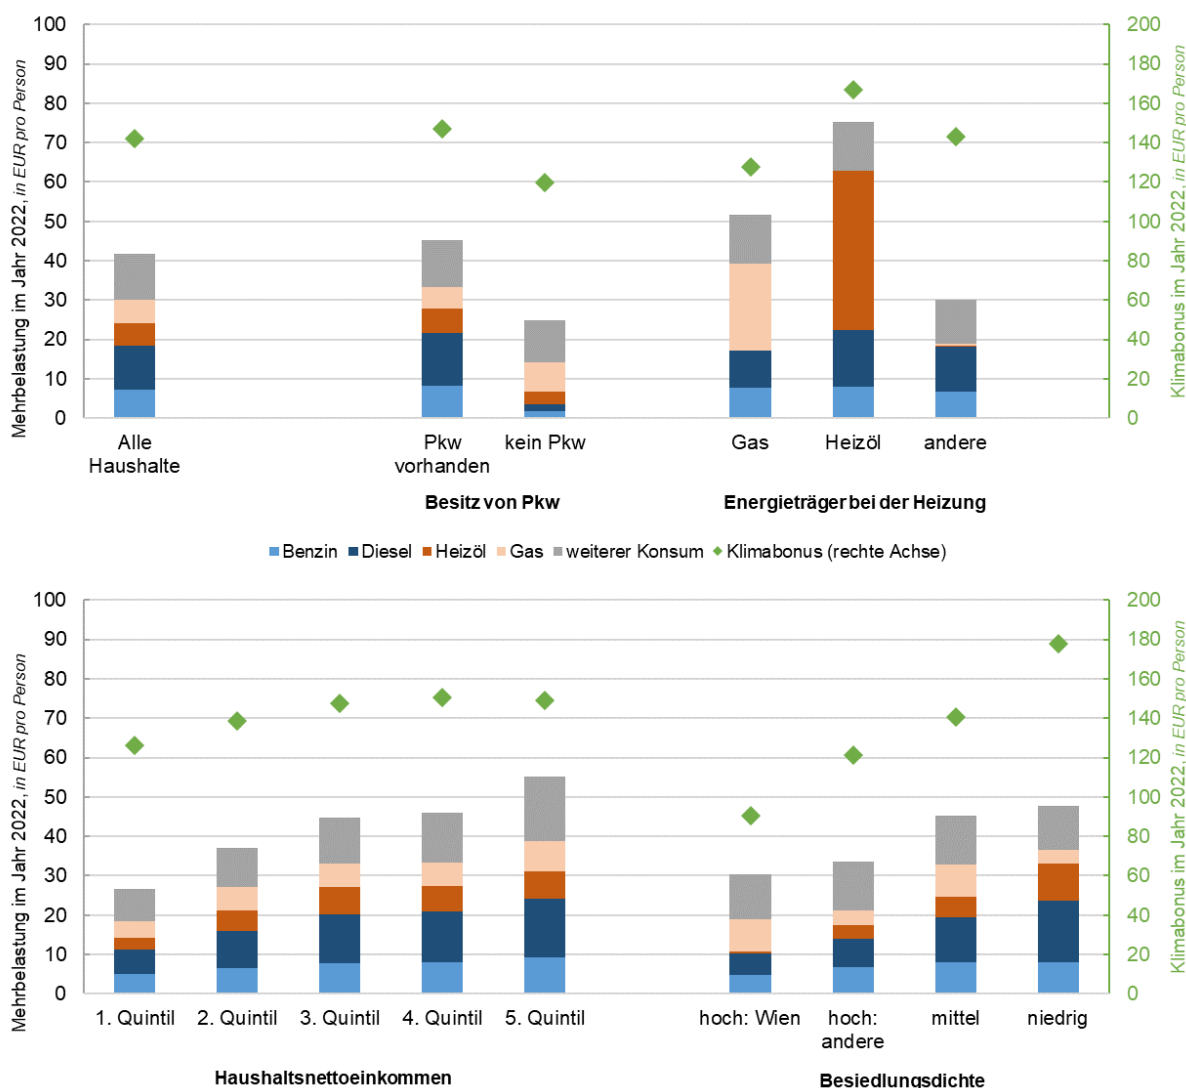 Mehrbelastung im Jahr 2022, in EUR pro Person
100
90
80
70
60
50
40
30
20
10
0
200
180
160
140
120
100
80
60
40
20
0
Klimabonus im Jahr 2022, in EUR pro Person
Alle
Haushalte
Pkw
vorhanden
kein Pkw
Gas
Heizöl
andere
Besitz von Pkw
Energieträger bei der Heizung
Benzin Diesel Heizöl Gas weiterer Konsum Klimabonus (rechte Achse)
Mehrbelastung im Jahr 2022, in EUR pro Person
100
90
80
70
60
50
40
30
20
10
0
200
180
160
140
120
100
80
60
40
20
0
Klimabonus im Jahr 2022, in EUR pro Person
1. Quintil
2. Quintil
3. Quintil
4. Quintil
5. Quintil
hoch: Wien
hoch:
andere
mittel
niedrig
Haushaltsnettoeinkommen
Besiedlungsdichte